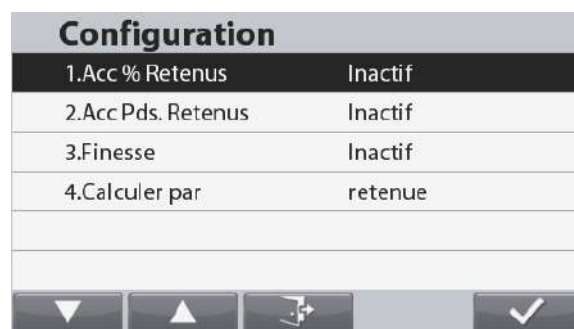 Configuration
1.Acc % Retenus Inactif
2.Acc Pds. Retenus Inactif
3.Finesse Inactif
4.Calculer par retenue